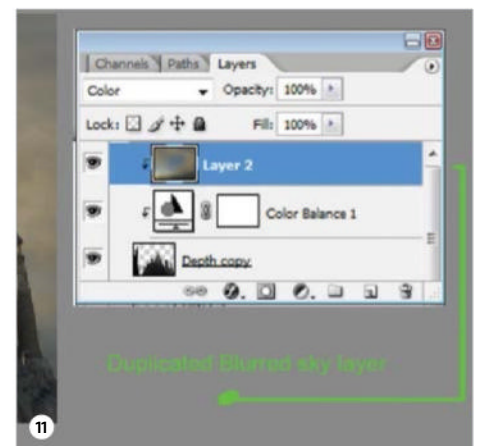 Channels Paths Layers
Color Opacity: 100%
Lock: Fill: 100%
Layer 2
Color Balance 1
Depth copy
Duplicated Blurred sky layer
11